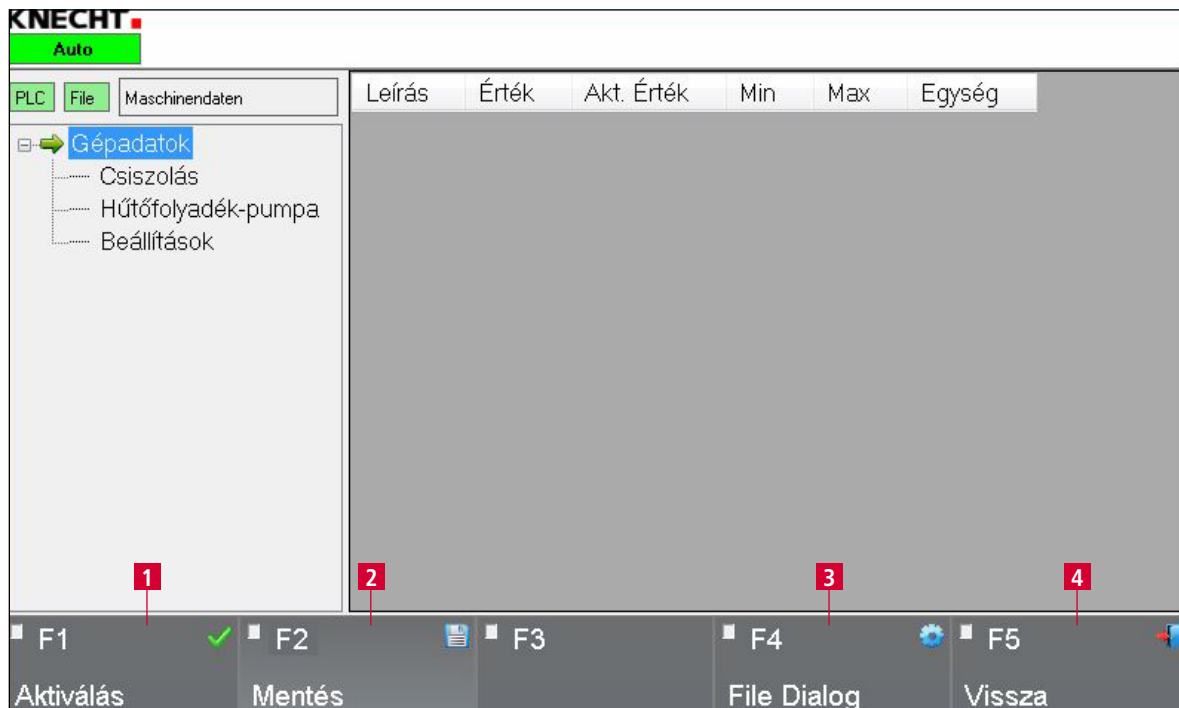 KNECHT
Auto
PLC File Maschinendaten
Leírás Érték Akt. Érték Min Max Egység
Gépadatok
Csiszolás
Hűtőfolyadék-pumpa
Beállítások
1 2 3 4
F1 F2 F3 F4 F5
Aktiválás Mentés File Dialog Vissza